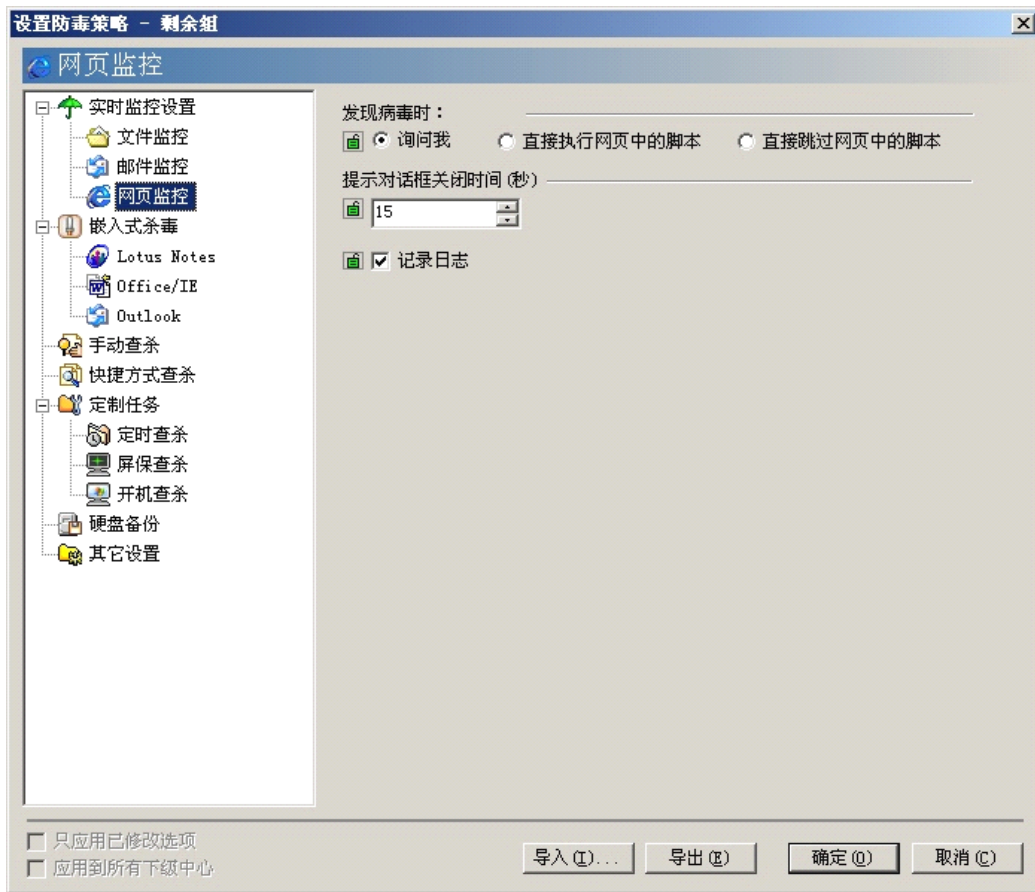 设置防毒策略 - 剩余组
网页监控
实时监控设置
文件监控
邮件监控
网页监控
嵌入式杀毒
Lotus Notes
Office/IE
Outlook
手动查杀
快捷方式查杀
定制任务
定时查杀
屏保查杀
开机查杀
硬盘备份
其它设置
发现病毒时：
询问我 直接执行网页中的脚本 直接跳过网页中的脚本
提示对话框关闭时间(秒)
15
记录日志
只应用已修改选项
应用到所有下级中心
导入(I)... 导出(E) 确定(O) 取消(C)